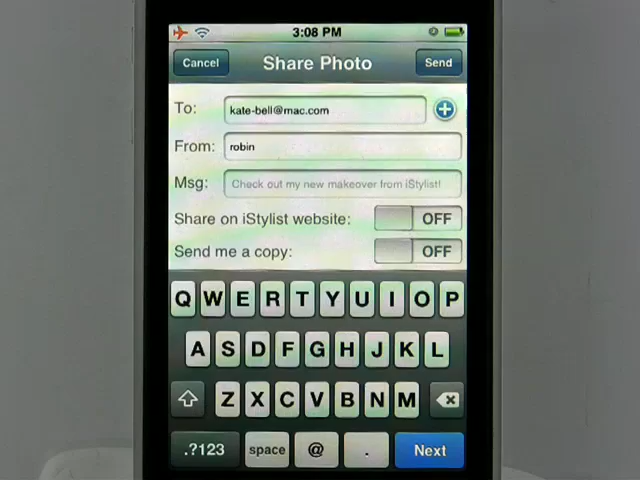 3:08 PM
Cancel Share Photo Send
To: kate-bell@mac.com
From: robin
Msg: Check out my new makeover from iStylist!
Share on iStylist website: OFF
Send me a copy: OFF
Q W E R T Y U I O P
A S D F G H J K L
Z X C V B N M
.?123 space @ . Next